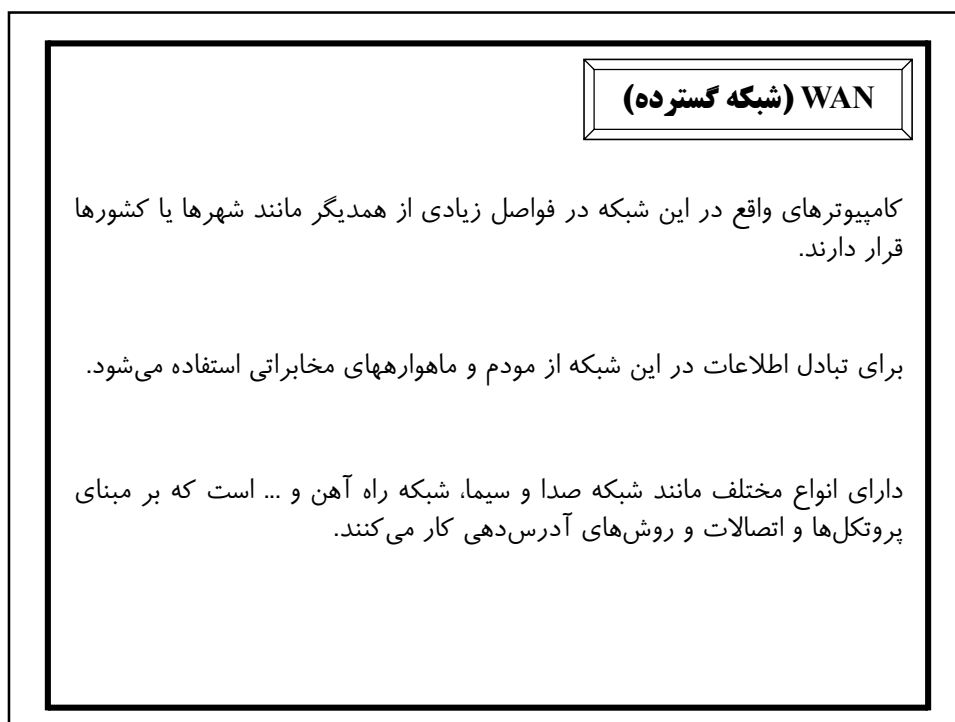 WAN (شبکه گسترده)
کامپیوترهای واقع در این شبکه در فواصل زیادی از همدیگر مانند شهرها یا کشورها
قرار دارند.
برای تبادل اطلاعات در این شبکه از مودم و ماهوارههای مخابراتی استفاده می‌شود.
دارای انواع مختلف مانند شبکه صدا و سیما، شبکه راه آهن و ... است که بر مبنای
پروتکل‌ها و اتصالات و روش‌های آدرس‌دهی کار می‌کنند.